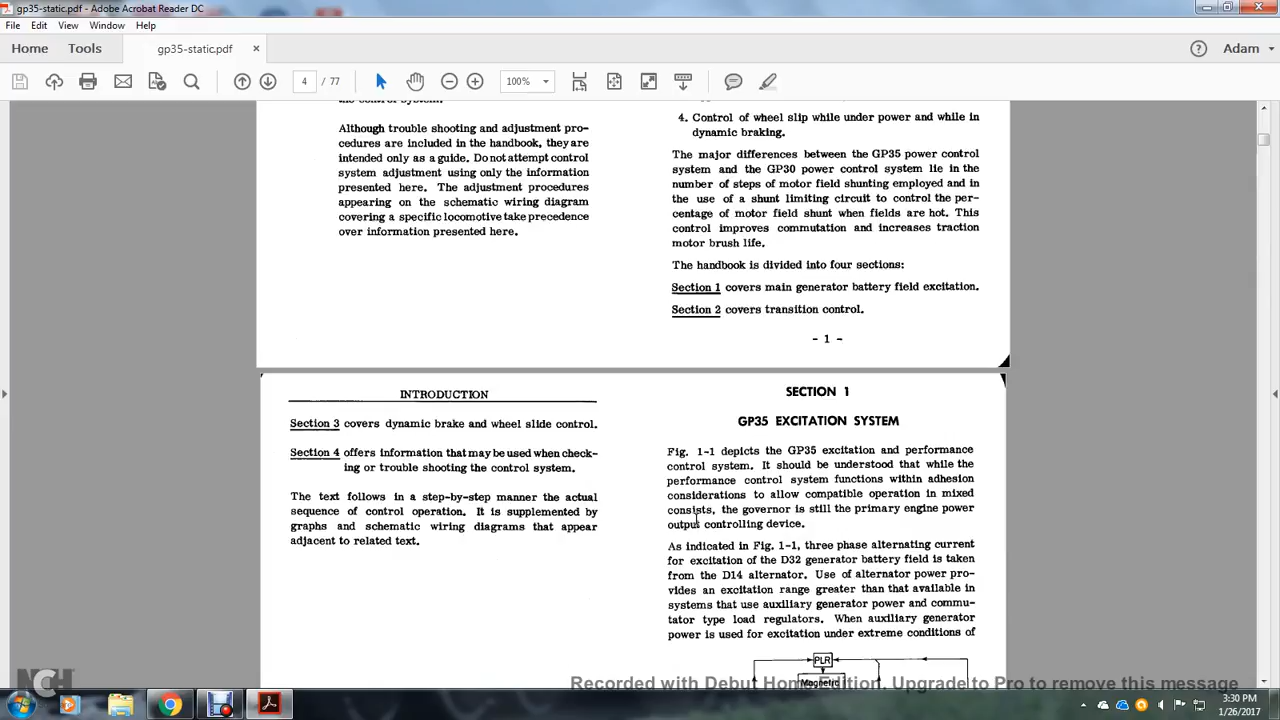 gp35-static.pdf - Adobe Acrobat Reader DC
File Edit View Window Help
Home Tools gp35-static.pdf × Adam
4 / 77 100%
the control system.
Although trouble shooting and adjustment pro-
cedures are included in the handbook, they are
intended only as a guide. Do not attempt control
system adjustment using only the information
presented here. The adjustment procedures
appearing on the schematic wiring diagram
covering a specific locomotive take precedence
over information presented here.
4. Control of wheel slip while under power and while in
dynamic braking.
The major differences between the GP35 power control
system and the GP30 power control system lie in the
number of steps of motor field shunting employed and in
the use of a shunt limiting circuit to control the per-
centage of motor field shunt when fields are hot. This
control improves commutation and increases traction
motor brush life.
The handbook is divided into four sections:
Section 1 covers main generator battery field excitation.
Section 2 covers transition control.
- 1 -
INTRODUCTION
Section 3 covers dynamic brake and wheel slide control.
Section 4 offers information that may be used when check-
ing or trouble shooting the control system.
The text follows in a step-by-step manner the actual
sequence of control operation. It is supplemented by
graphs and schematic wiring diagrams that appear
adjacent to related text.
SECTION 1
GP35 EXCITATION SYSTEM
Fig. 1-1 depicts the GP35 excitation and performance
control system. It should be understood that while the
performance control system functions within adhesion
considerations to allow compatible operation in mixed
consists, the governor is still the primary engine power
output controlling device.
As indicated in Fig. 1-1, three phase alternating current
for excitation of the D32 generator battery field is taken
from the D14 alternator. Use of alternator power pro-
vides an excitation range greater than that available in
systems that use auxiliary generator power and commu-
tator type load regulators. When auxiliary generator
power is used for excitation under extreme conditions of
PLR
Magnetic
NCH
Recorded with Debut Home Edition. Upgrade to Pro to remove this message
3:30 PM
1/26/2017